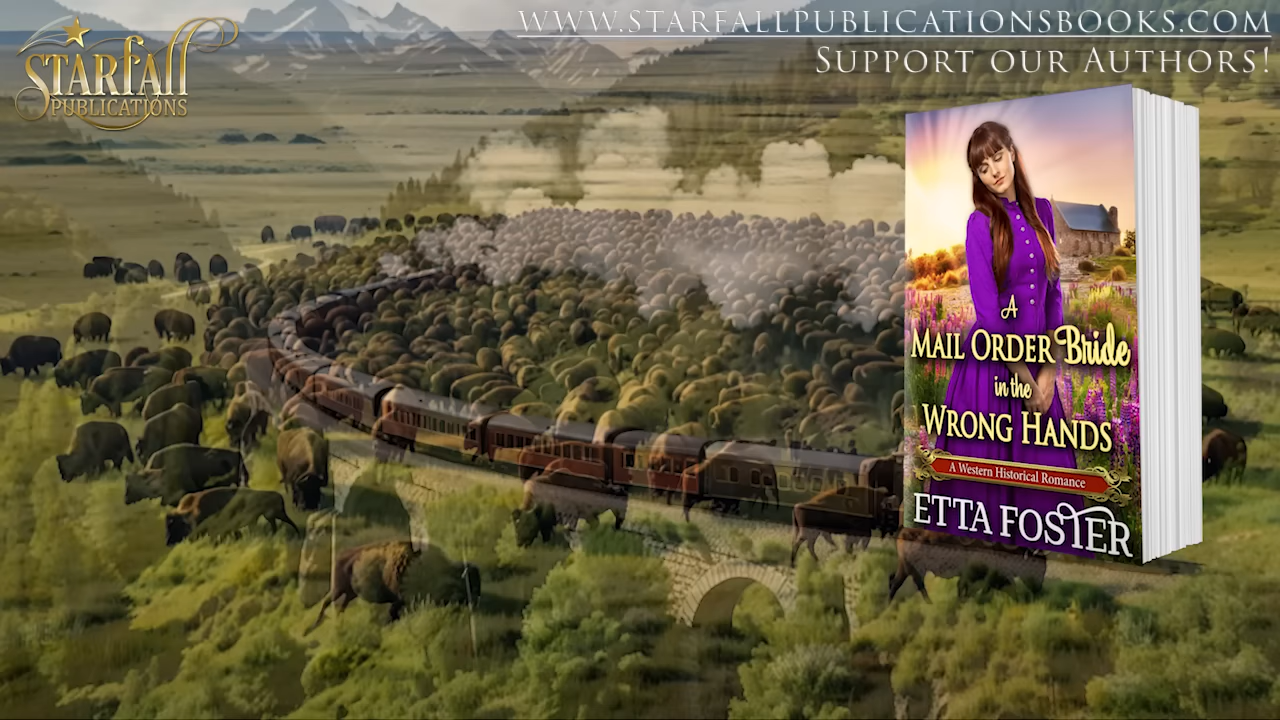 STARfall
PUBLICATIONS
WWW.STARFALLPUBLICATIONSBOOKS.COM
SUPPORT OUR AUTHORS!
A
MAIL ORDER Bride
in the
WRONG HANDS
A Western Historical Romance
ETTA FOSTER